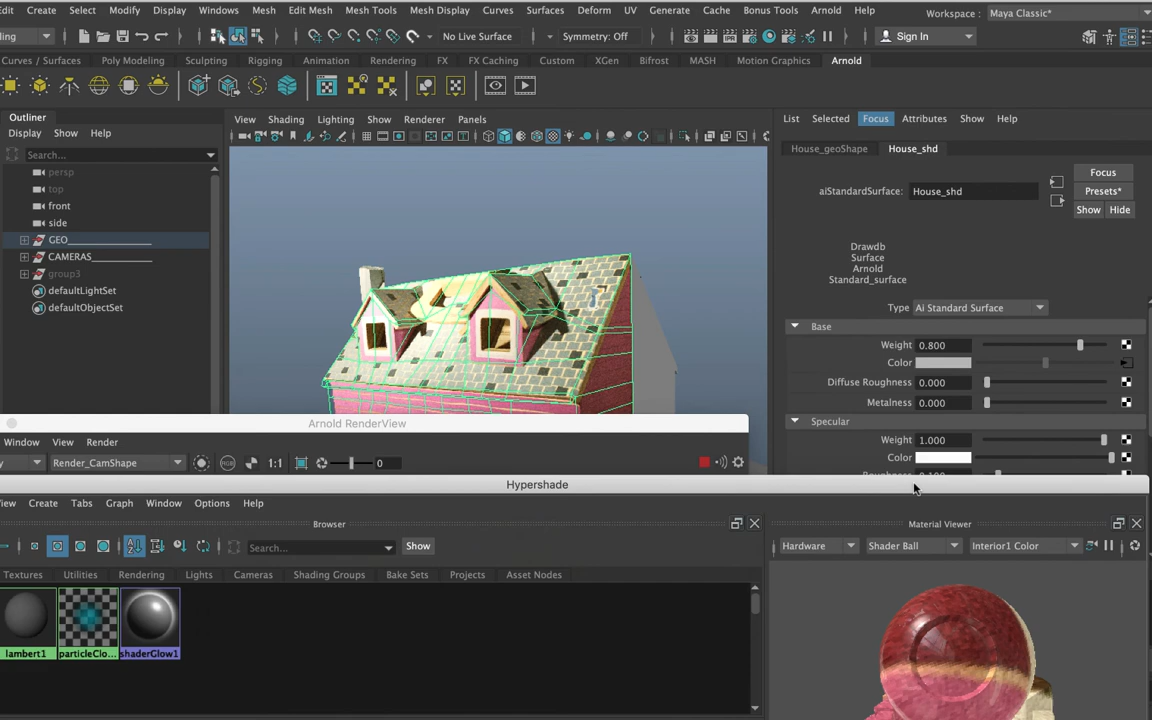 Create Select Modify Display Windows Mesh Edit Mesh Mesh Tools Mesh Display Curves Surfaces Deform UV Generate Cache Bonus Tools Arnold Help
Workspace : Maya Classic*
No Live Surface Symmetry: Off Sign In
Curves / Surfaces Poly Modeling Sculpting Rigging Animation Rendering FX FX Caching Custom XGen Bifrost MASH Motion Graphics Arnold
Outliner
Display Show Help
Search...
persp
top
front
side
GEO_______________
CAMERAS___________
group3
defaultLightSet
defaultObjectSet
View Shading Lighting Show Renderer Panels
List Selected Focus Attributes Show Help
House_geoShape House_shd
aiStandardSurface: House_shd
Focus
Presets*
Show Hide
Drawdb
Surface
Arnold
Standard_surface
Type Ai Standard Surface
Base
Weight 0.800
Color
Diffuse Roughness 0.000
Metalness 0.000
Specular
Weight 1.000
Color
Arnold RenderView
Window View Render
Render_CamShape 1:1 0
Hypershade
Create Tabs Graph Window Options Help
Browser
Search... Show
Textures Utilities Rendering Lights Cameras Shading Groups Bake Sets Projects Asset Nodes
lambert1 particleClo... shaderGlow1
Material Viewer
Hardware Shader Ball Interior1 Color